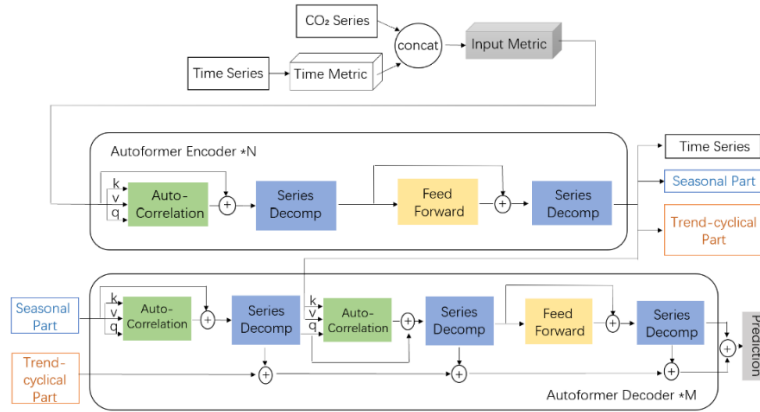 CO₂ Series
concat
Input Metric
Time Series
Time Metric
Autoformer Encoder *N
Time Series
k
v
q
Auto-
Correlation
+
Series
Decomp
Feed
Forward
+
Series
Decomp
Seasonal Part
Trend-cyclical
Part
Seasonal
Part
k
v
q
Auto-
Correlation
+
Series
Decomp
k
v
q
Auto-
Correlation
+
Series
Decomp
Feed
Forward
+
Series
Decomp
+
Prediction
Trend-
cyclical Part
+
+
+
Autoformer Decoder *M